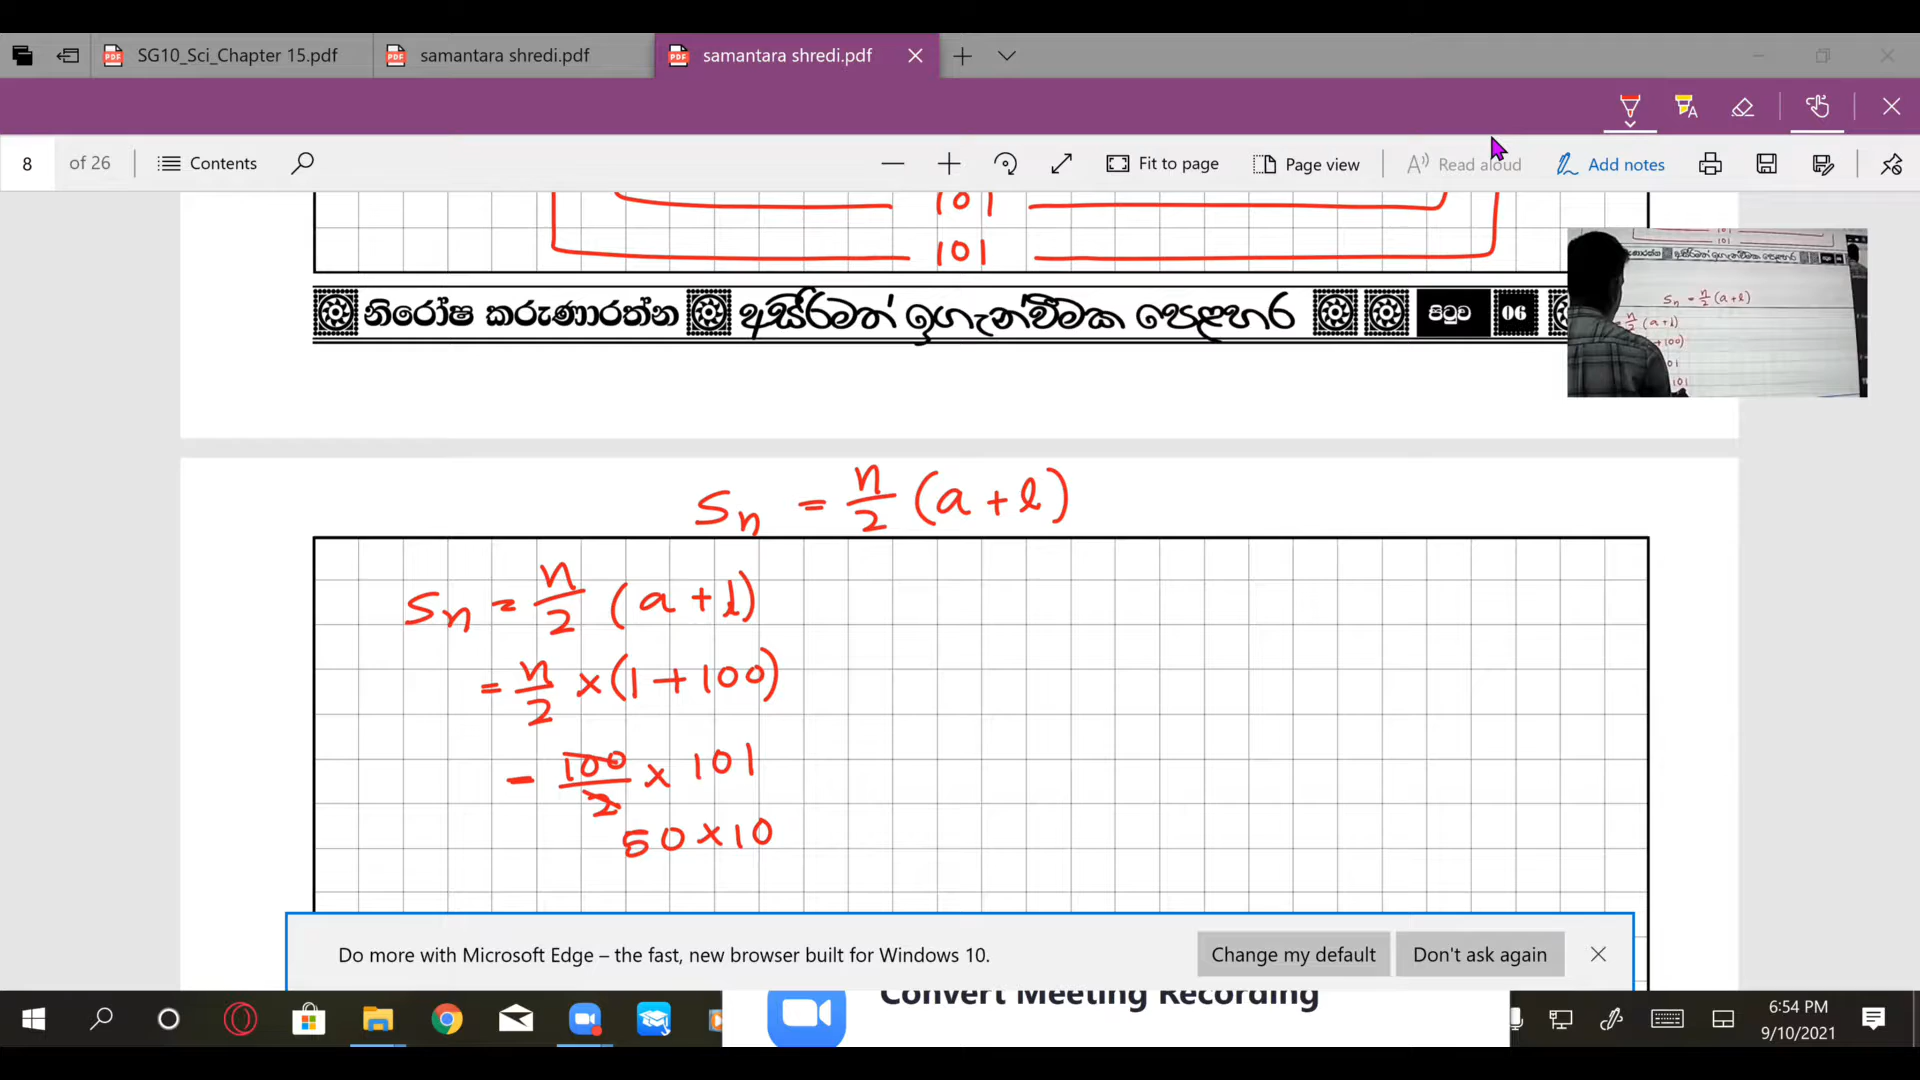 SG10_Sci_Chapter 15.pdf
samantara shredi.pdf
samantara shredi.pdf
8 of 26
Contents
Fit to page
Page view
Read aloud
Add notes
101
101
නිරෝෂ කරුණාරත්න අසිරිමත් ඉගැන්වීමක පෙළහර පිටුව 06
Sn = n/2 (a + l)
Sn = n/2 (a + l)
= n/2 × (1 + 100)
- 100/2 × 101
50 × 10
Do more with Microsoft Edge – the fast, new browser built for Windows 10.
Change my default
Don't ask again
Convert Meeting Recording
6:54 PM
9/10/2021